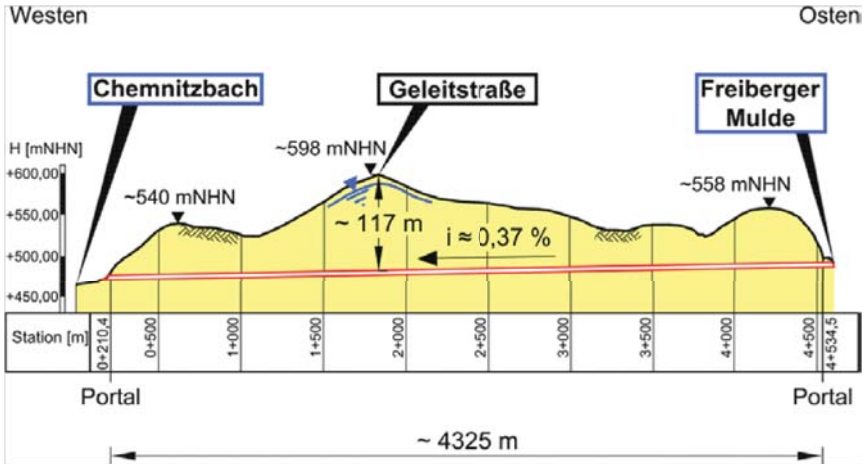 Westen
Osten
Chemnitzbach
Geleitstraße
Freiberger
Mulde
H [mNHN]
~598 mNHN
+600,00
~540 mNHN
~558 mNHN
+550,00
~ 117 m
i ≈ 0,37 %
+500,00
+450,00
Station [m]
0+210,4
0+500
1+000
1+500
2+000
2+500
3+000
3+500
4+000
4+500
4+534,5
Portal
Portal
~ 4325 m